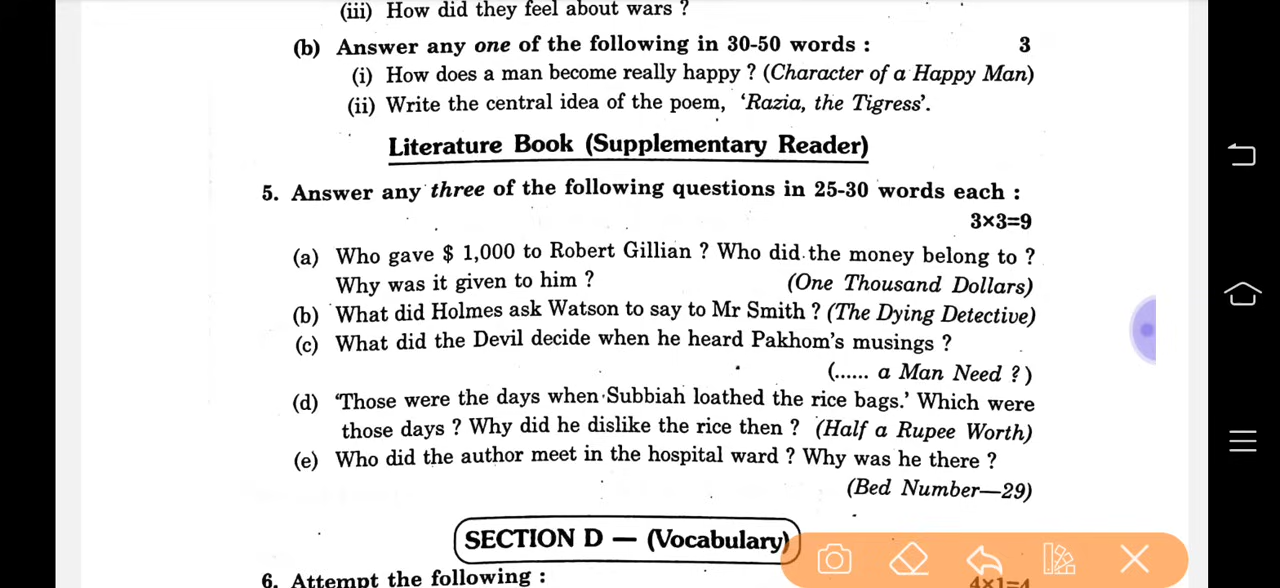 (iii) How did they feel about wars ?
(b) Answer any one of the following in 30-50 words : 3
(i) How does a man become really happy ? (Character of a Happy Man)
(ii) Write the central idea of the poem, 'Razia, the Tigress'.
Literature Book (Supplementary Reader)
5. Answer any three of the following questions in 25-30 words each :
3×3=9
(a) Who gave $ 1,000 to Robert Gillian ? Who did the money belong to ?
Why was it given to him ? (One Thousand Dollars)
(b) What did Holmes ask Watson to say to Mr Smith ? (The Dying Detective)
(c) What did the Devil decide when he heard Pakhom's musings ?
(...... a Man Need ?)
(d) 'Those were the days when Subbiah loathed the rice bags.' Which were
those days ? Why did he dislike the rice then ? (Half a Rupee Worth)
(e) Who did the author meet in the hospital ward ? Why was he there ?
(Bed Number—29)
SECTION D — (Vocabulary)
6. Attempt the following : 4×1=4